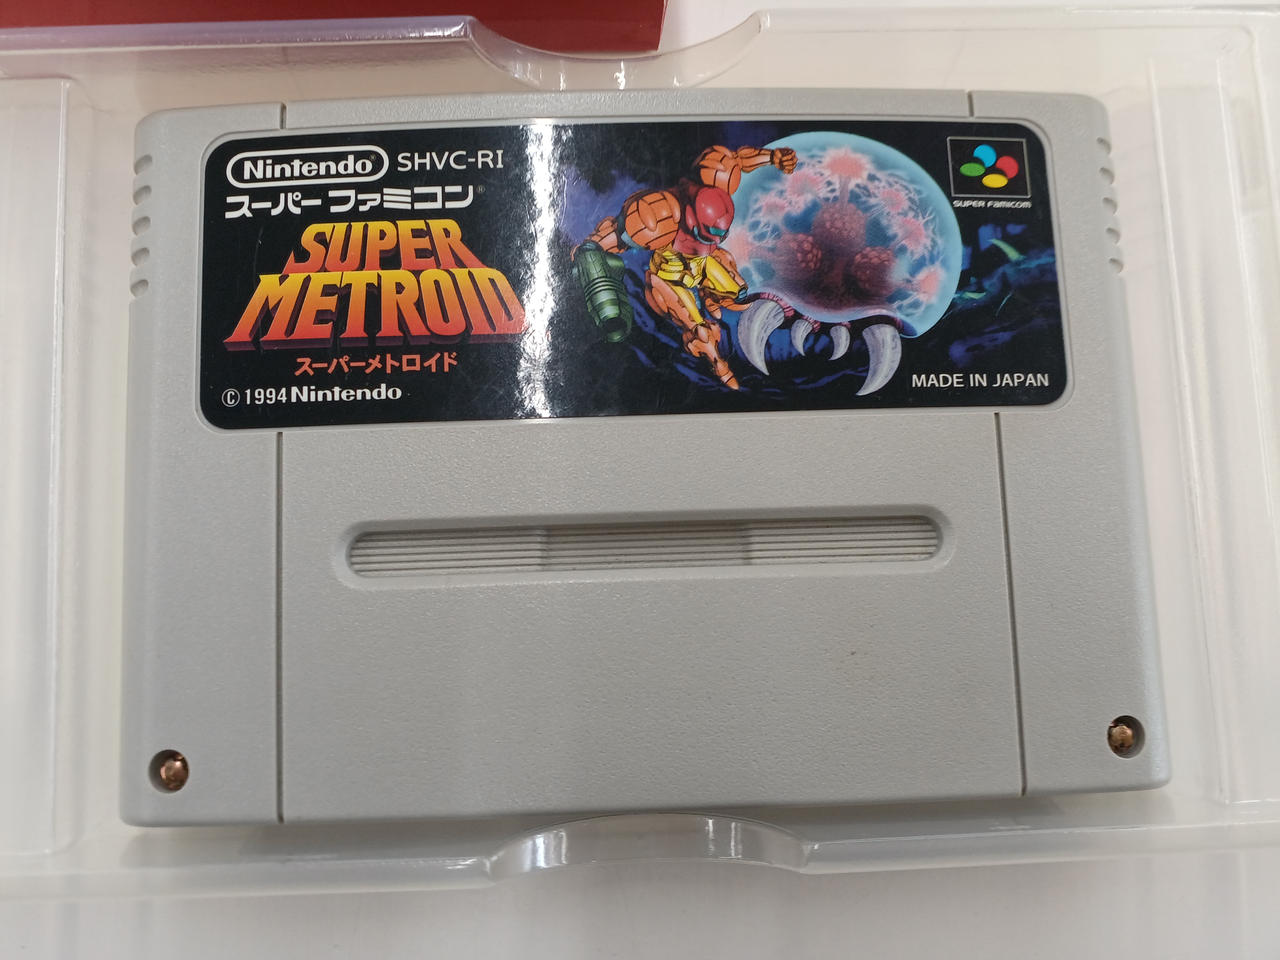 Nintendo® SHVC-RI
スーパーファミコン®
SUPER
METROID
スーパーメトロイド
© 1994 Nintendo
SUPER FAMICOM
MADE IN JAPAN